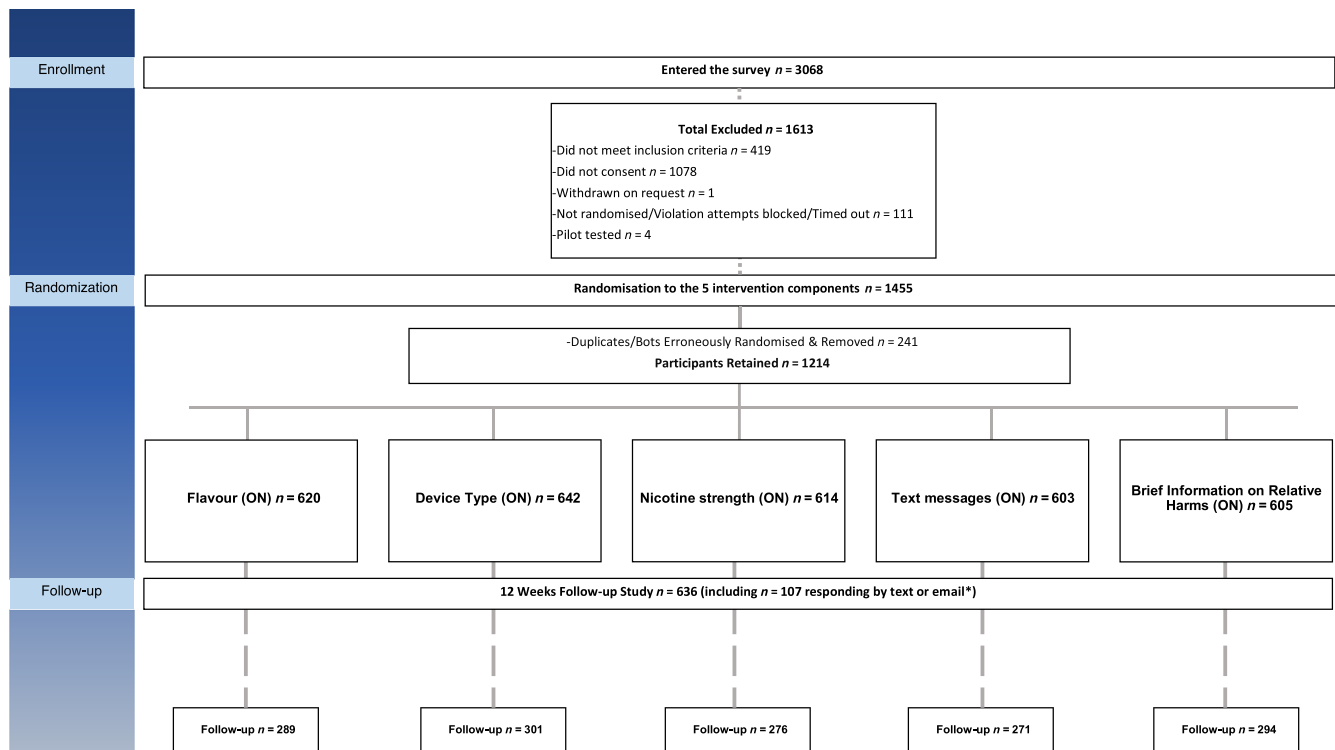 Enrollment
Entered the survey n = 3068
Total Excluded n = 1613
-Did not meet inclusion criteria n = 419
-Did not consent n = 1078
-Withdrawn on request n = 1
-Not randomised/Violation attempts blocked/Timed out n = 111
-Pilot tested n = 4
Randomization
Randomisation to the 5 intervention components n = 1455
-Duplicates/Bots Erroneously Randomised & Removed n = 241
Participants Retained n = 1214
Flavour (ON) n = 620
Device Type (ON) n = 642
Nicotine strength (ON) n = 614
Text messages (ON) n = 603
Brief Information on Relative
Harms (ON) n = 605
Follow-up
12 Weeks Follow-up Study n = 636 (including n = 107 responding by text or email*)
Follow-up n = 289
Follow-up n = 301
Follow-up n = 276
Follow-up n = 271
Follow-up n = 294